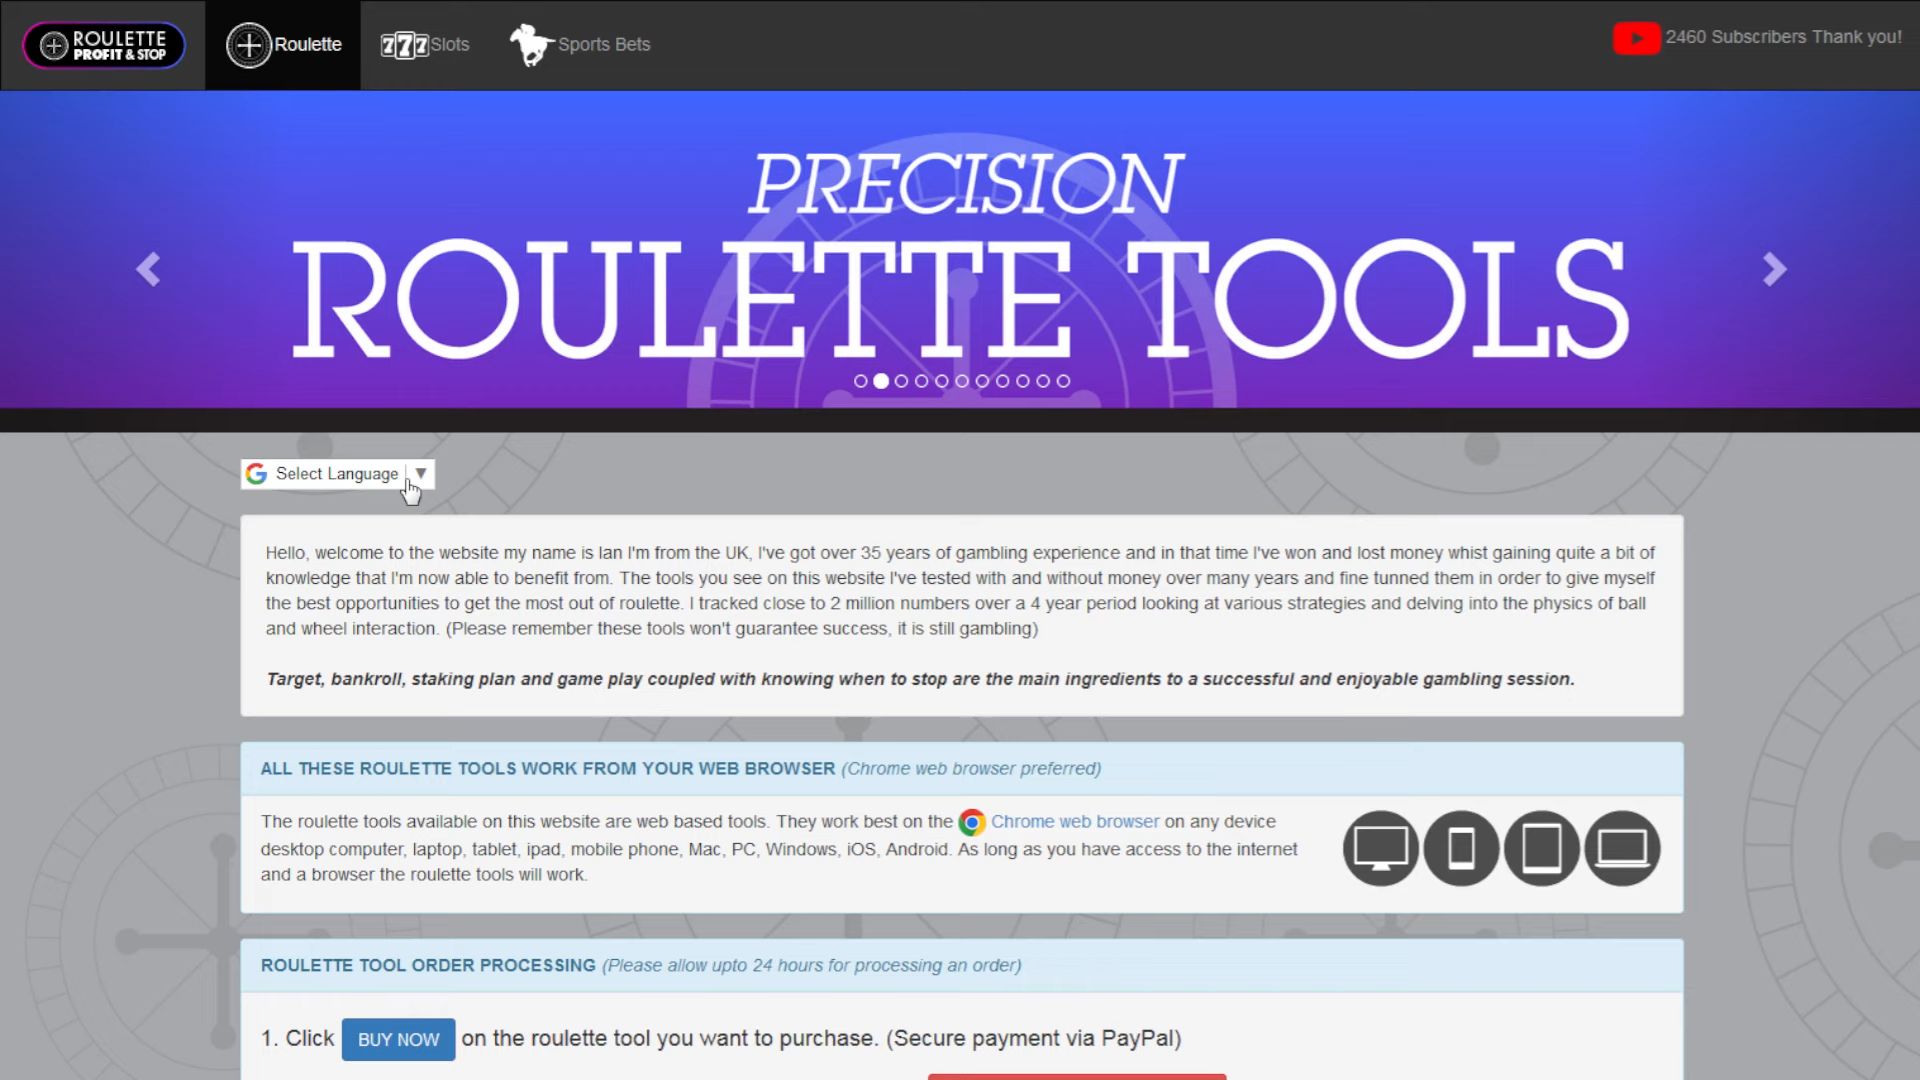 ROULETTE
PROFIT & STOP
Roulette
777 Slots
Sports Bets
2460 Subscribers Thank you!
PRECISION
ROULETTE TOOLS
G Select Language ▼
Hello, welcome to the website my name is Ian I'm from the UK, I've got over 35 years of gambling experience and in that time I've won and lost money whist gaining quite a bit of
knowledge that I'm now able to benefit from. The tools you see on this website I've tested with and without money over many years and fine tunned them in order to give myself
the best opportunities to get the most out of roulette. I tracked close to 2 million numbers over a 4 year period looking at various strategies and delving into the physics of ball
and wheel interaction. (Please remember these tools won't guarantee success, it is still gambling)
Target, bankroll, staking plan and game play coupled with knowing when to stop are the main ingredients to a successful and enjoyable gambling session.
ALL THESE ROULETTE TOOLS WORK FROM YOUR WEB BROWSER (Chrome web browser preferred)
The roulette tools available on this website are web based tools. They work best on the Chrome web browser on any device
desktop computer, laptop, tablet, ipad, mobile phone, Mac, PC, Windows, iOS, Android. As long as you have access to the internet
and a browser the roulette tools will work.
ROULETTE TOOL ORDER PROCESSING (Please allow upto 24 hours for processing an order)
1. Click BUY NOW on the roulette tool you want to purchase. (Secure payment via PayPal)